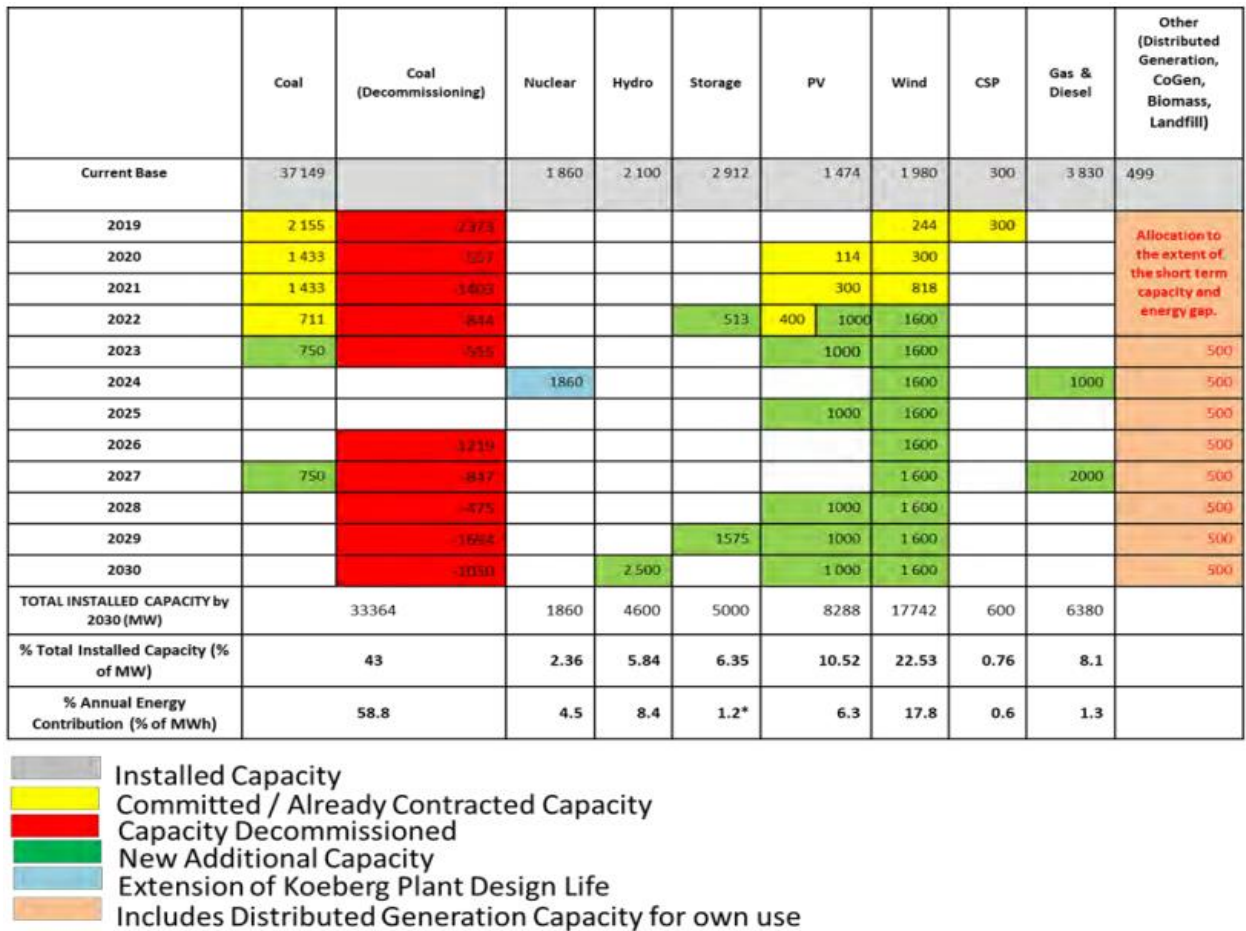 Coal Coal (Decommissioning) Nuclear Hydro Storage PV Wind CSP Gas & Diesel Other (Distributed Generation, CoGen, Biomass, Landfill)
Current Base 37 149 1 860 2 100 2 912 1 474 1 980 300 3 830 499
2019 2 155 -2373 244 300 Allocation to
2020 1 433 -557 114 300 the extent of
2021 1 433 -1403 300 818 the short term capacity and
2022 711 -844 513 400 1000 1600 energy gap.
2023 750 -555 1000 1600 500
2024 1860 1600 1000 500
2025 1000 1600 500
2026 -1219 1600 500
2027 750 -847 1 600 2000 500
2028 -475 1000 1 600 500
2029 -1694 1575 1000 1 600 500
2030 -1050 2 500 1 000 1 600 500
TOTAL INSTALLED CAPACITY by 2030 (MW) 33364 1860 4600 5000 8288 17742 600 6380
% Total Installed Capacity (% of MW) 43 2.36 5.84 6.35 10.52 22.53 0.76 8.1
% Annual Energy Contribution (% of MWh) 58.8 4.5 8.4 1.2* 6.3 17.8 0.6 1.3
Installed Capacity
Committed / Already Contracted Capacity
Capacity Decommissioned
New Additional Capacity
Extension of Koeberg Plant Design Life
Includes Distributed Generation Capacity for own use